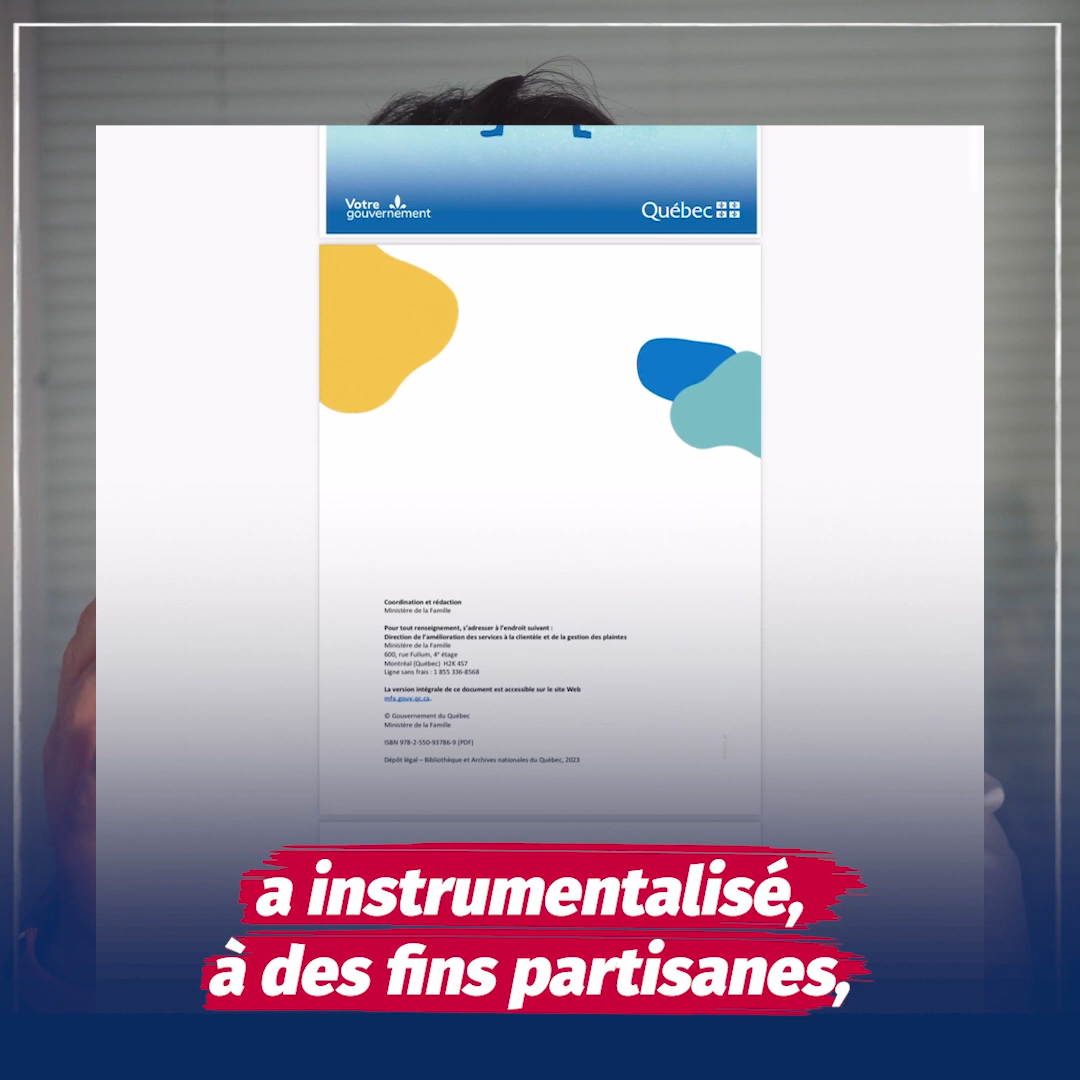 Votre
gouvernement
Québec
Coordination et rédaction
Ministère de la Famille
Pour tout renseignement, s'adresser à l'endroit suivant :
Direction de l'amélioration des services à la clientèle et de la gestion des plaintes
Ministère de la Famille
600, rue Fullum, 4e étage
Montréal (Québec) H2K 4S7
Ligne sans frais : 1 855 336-8568
La version intégrale de ce document est accessible sur le site Web
mfa.gouv.qc.ca.
© Gouvernement du Québec
Ministère de la Famille
ISBN 978-2-550-93786-9 (PDF)
Dépôt légal – Bibliothèque et Archives nationales du Québec, 2023
a instrumentalisé,
à des fins partisanes,